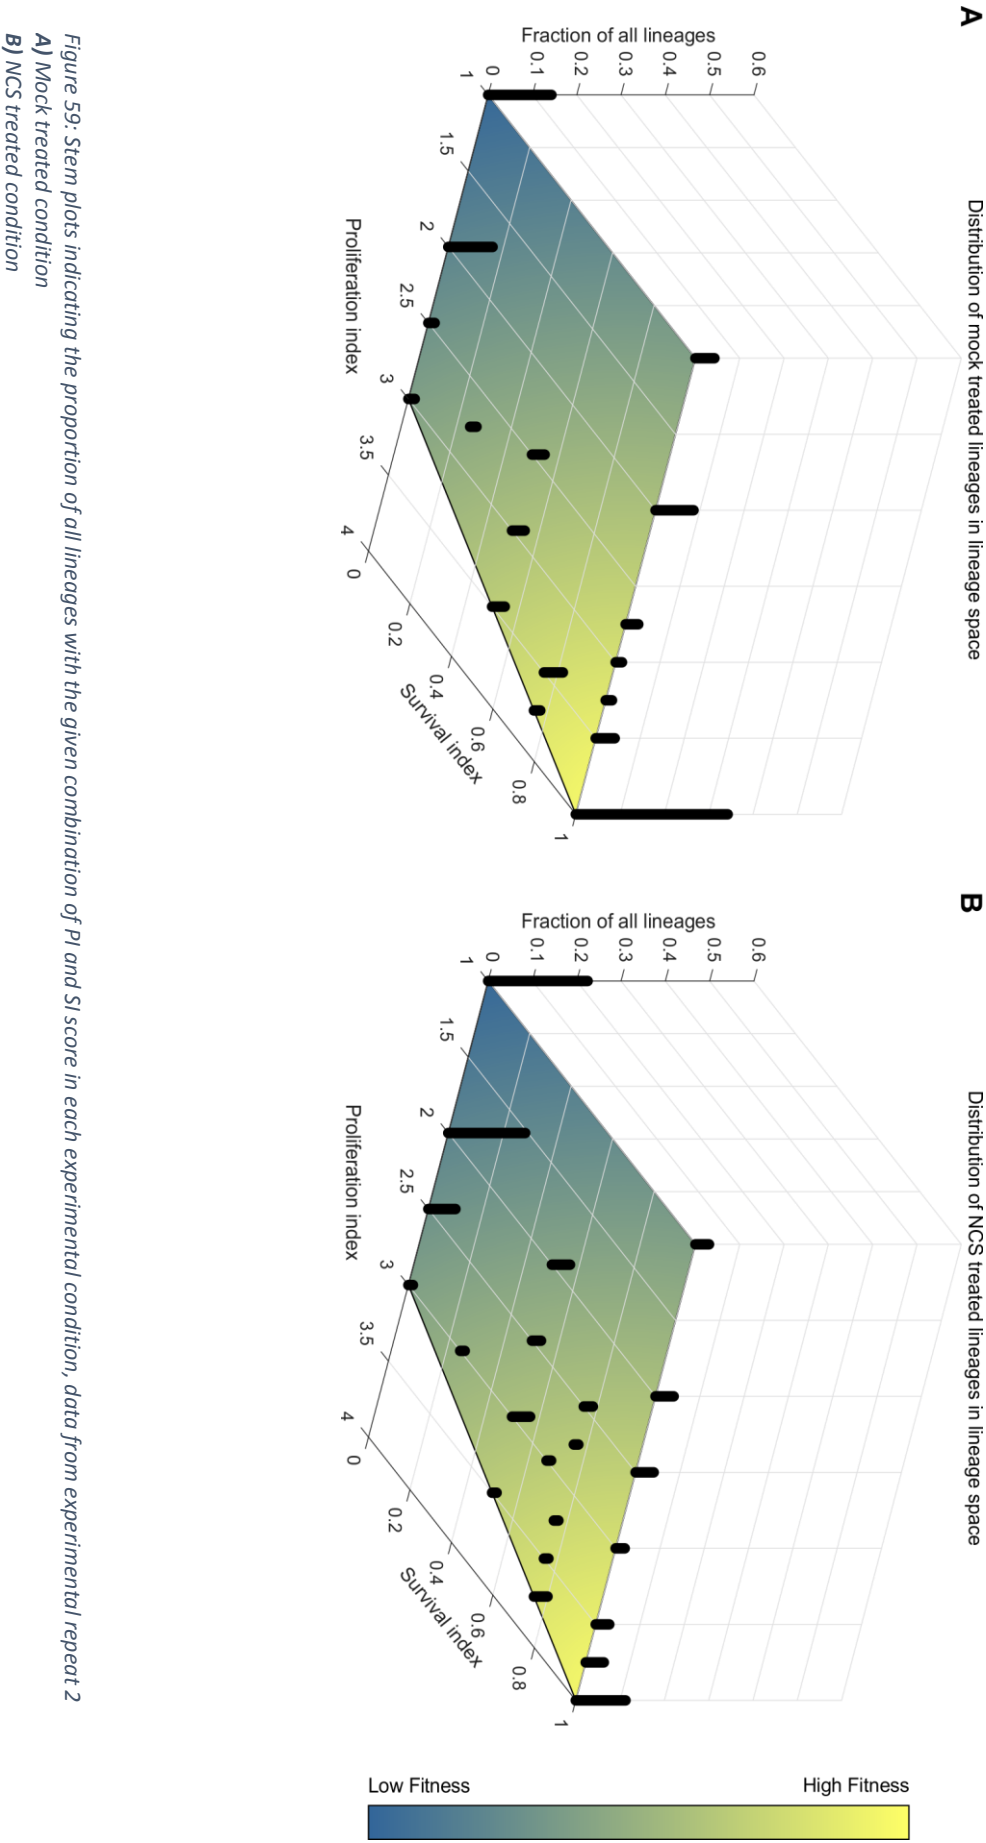 A
Distribution of mock treated lineages in lineage space
Fraction of all lineages
0.6
0.5
0.4
0.3
0.2
0.1
0
1
1.5
2
2.5
3
3.5
4
Proliferation index
0
0.2
0.4
0.6
0.8
1
Survival index
B
Distribution of NCS treated lineages in lineage space
Fraction of all lineages
0.6
0.5
0.4
0.3
0.2
0.1
0
1
1.5
2
2.5
3
3.5
4
Proliferation index
0
0.2
0.4
0.6
0.8
1
Survival index
High Fitness
Low Fitness
Figure 59: Stem plots indicating the proportion of all lineages with the given combination of PI and SI score in each experimental condition, data from experimental repeat 2
A) Mock treated condition
B) NCS treated condition